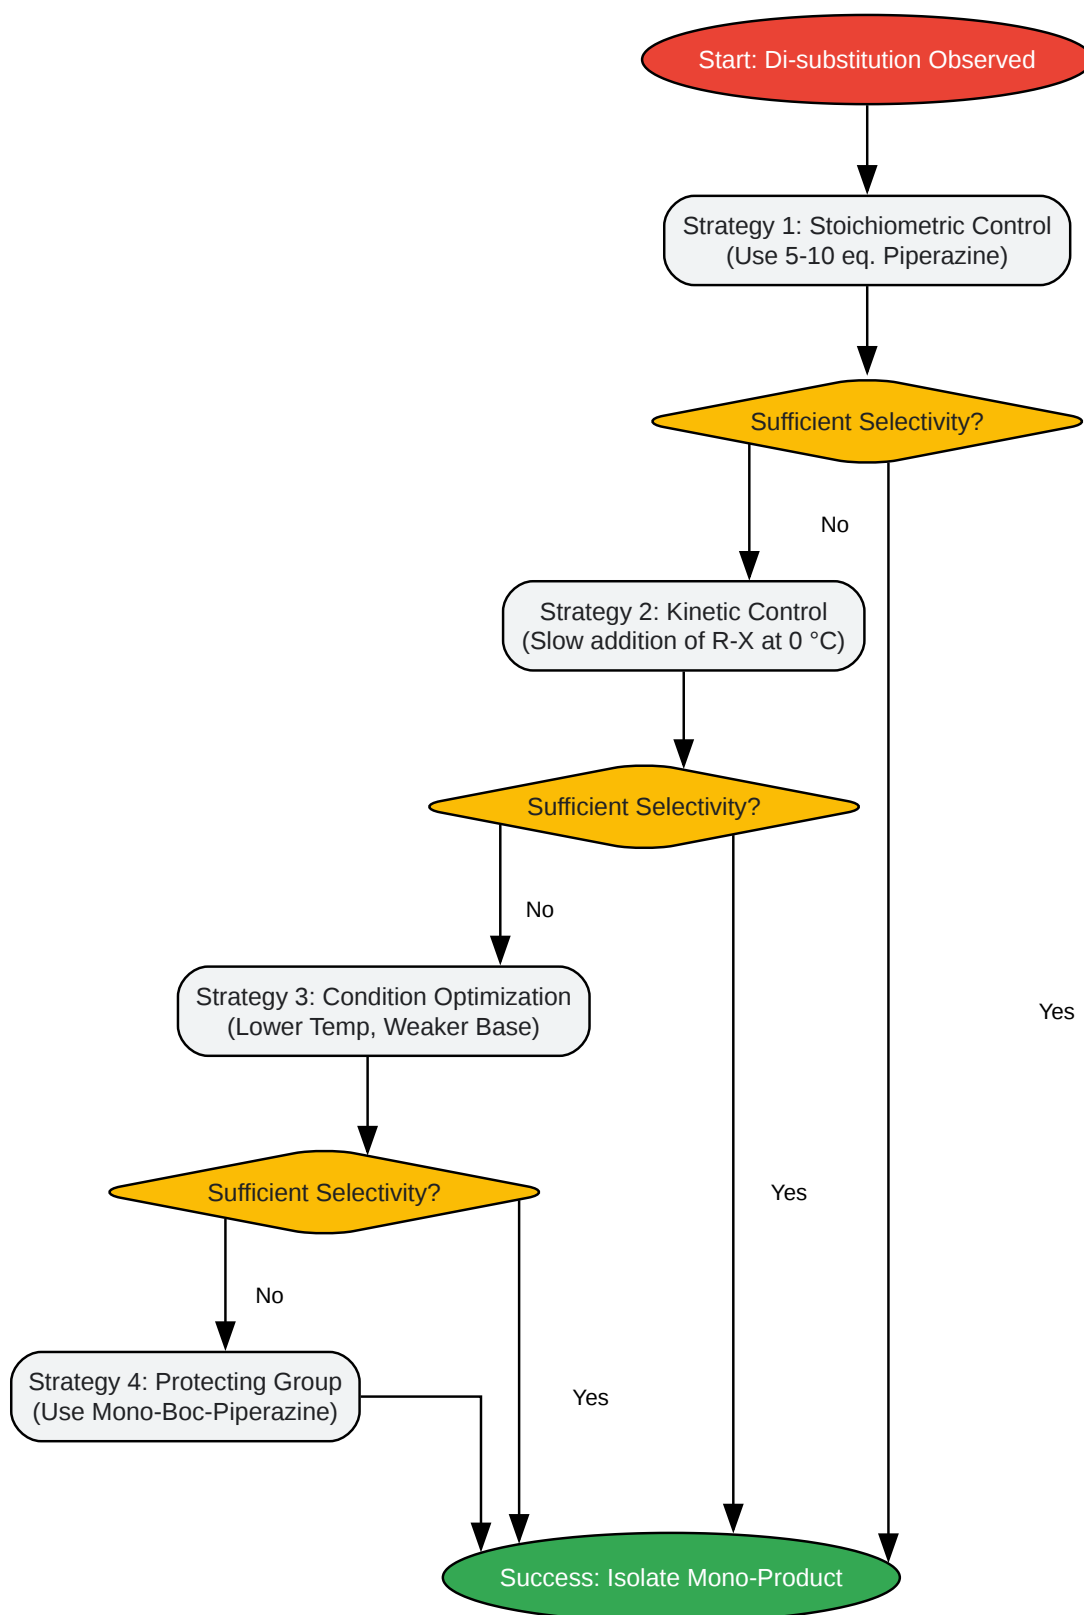 Start: Di-substitution Observed
Strategy 1: Stoichiometric Control
(Use 5-10 eq. Piperazine)
Sufficient Selectivity?
No
Strategy 2: Kinetic Control
(Slow addition of R-X at 0 °C)
Sufficient Selectivity?
No
Strategy 3: Condition Optimization
(Lower Temp, Weaker Base)
Yes
Sufficient Selectivity?
Yes
No
Strategy 4: Protecting Group
(Use Mono-Boc-Piperazine)
Yes
Success: Isolate Mono-Product